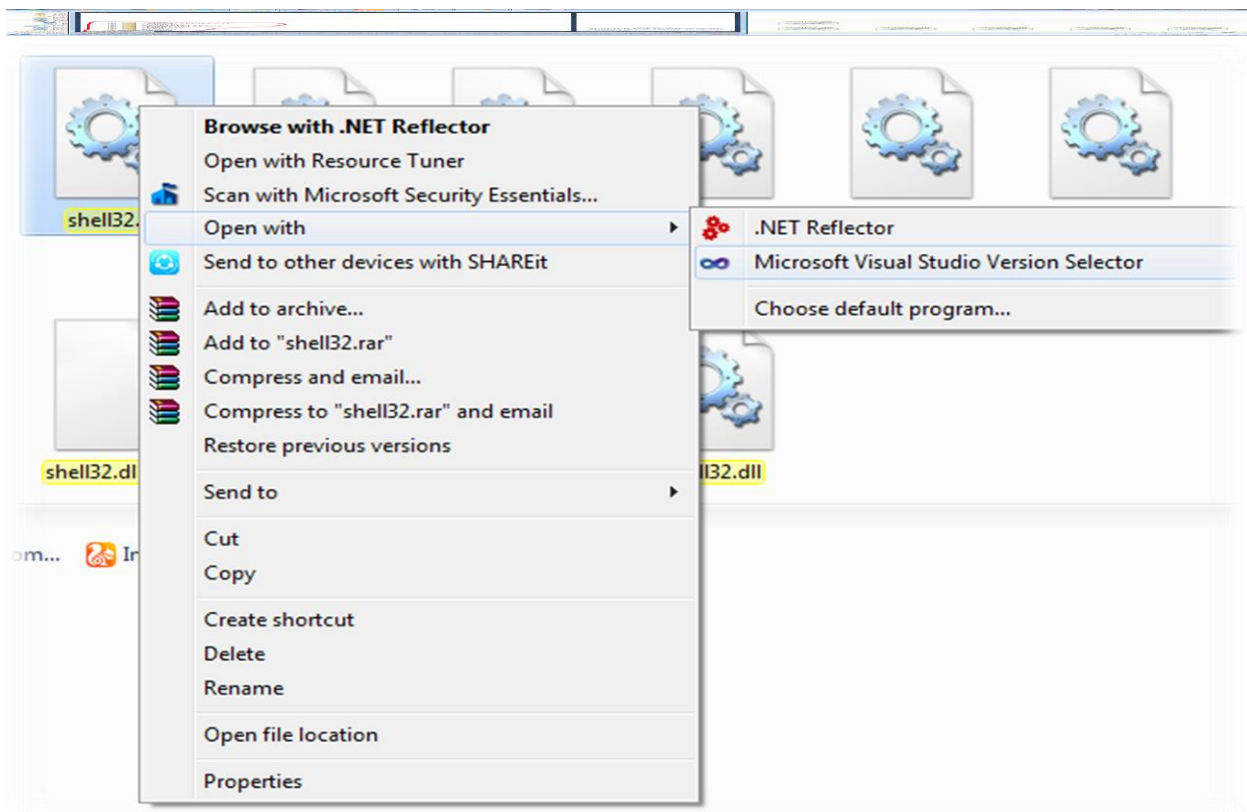 shell32.
Browse with .NET Reflector
Open with Resource Tuner
Scan with Microsoft Security Essentials...
Open with
.NET Reflector
Send to other devices with SHAREit
Microsoft Visual Studio Version Selector
Add to archive...
Choose default program...
Add to "shell32.rar"
Compress and email...
Compress to "shell32.rar" and email
Restore previous versions
shell32.dl
ll32.dll
Send to
Cut
om...
In
Copy
Create shortcut
Delete
Rename
Open file location
Properties